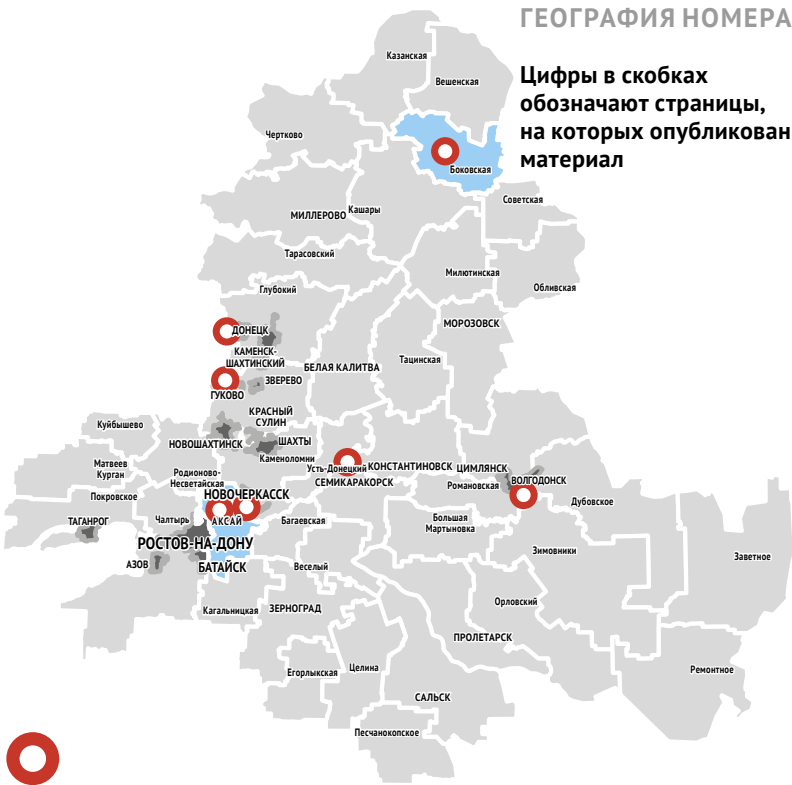 ГЕОГРАФИЯ НОМЕРА
Цифры в скобках
обозначают страницы,
на которых опубликован
материал
Казанская
Вешенская
Чертково
Боковская
Советская
МИЛЛЕРОВО
Кашары
Тарасовский
Милютинская
Обливская
Глубокий
МОРОЗОВСК
ДОНЕЦК
КАМЕНСК-
ШАХТИНСКИЙ
БЕЛАЯ КАЛИТВА
Тацинская
ЗВЕРЕВО
ГУКОВО
КРАСНЫЙ
СУЛИН
Куйбышево
НОВОШАХТИНСК
ШАХТЫ
Каменоломни
Матвеев
Курган
Родионово-
Несветайская
Усть-Донецкий
КОНСТАНТИНОВСК
ЦИМЛЯНСК
СЕМИКАРАКОРСК
Романовская
ВОЛГОДОНСК
Покровское
НОВОЧЕРКАССК
Дубовское
ТАГАНРОГ
Чалтырь
АКСАЙ
Багаевская
Большая
Мартыновка
РОСТОВ-НА-ДОНУ
Зимовники
Заветное
АЗОВ
БАТАЙСК
Веселый
Кагальницкая
ЗЕРНОГРАД
Орловский
ПРОЛЕТАРСК
Егорлыкская
Целина
Ремонтное
САЛЬСК
Песчанокопское